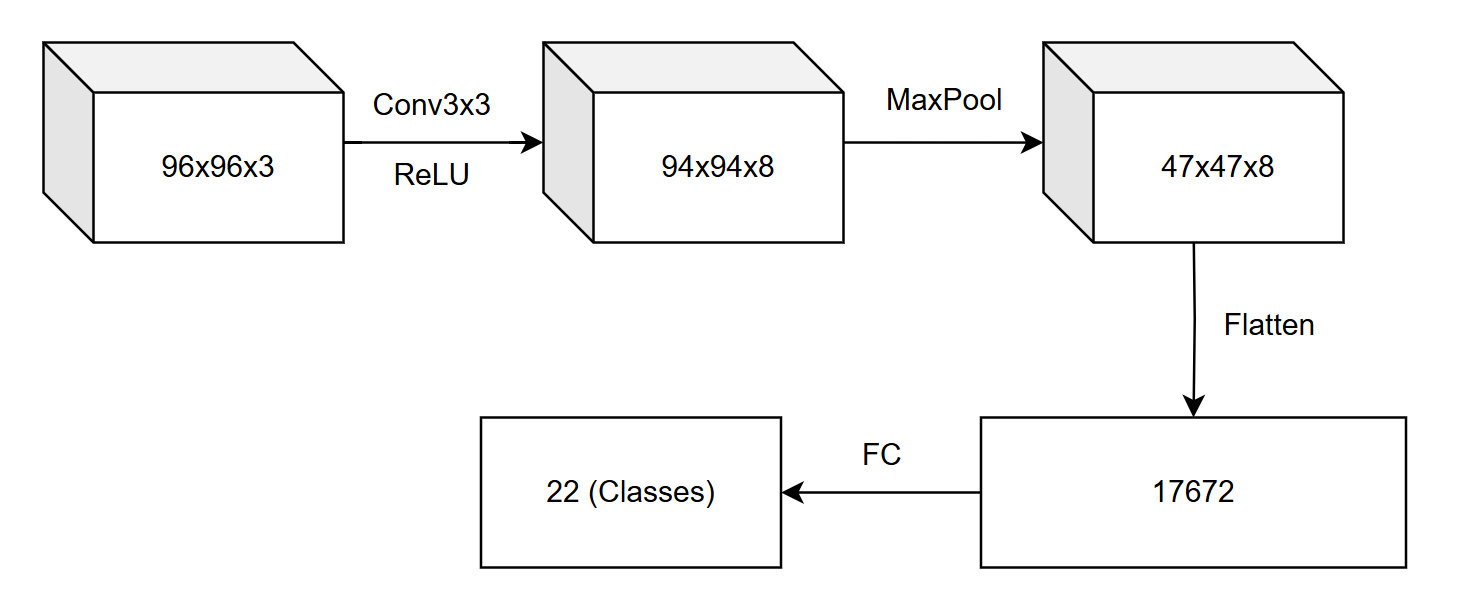 96x96x3
Conv3x3
ReLU
94x94x8
MaxPool
47x47x8
Flatten
17672
FC
22 (Classes)